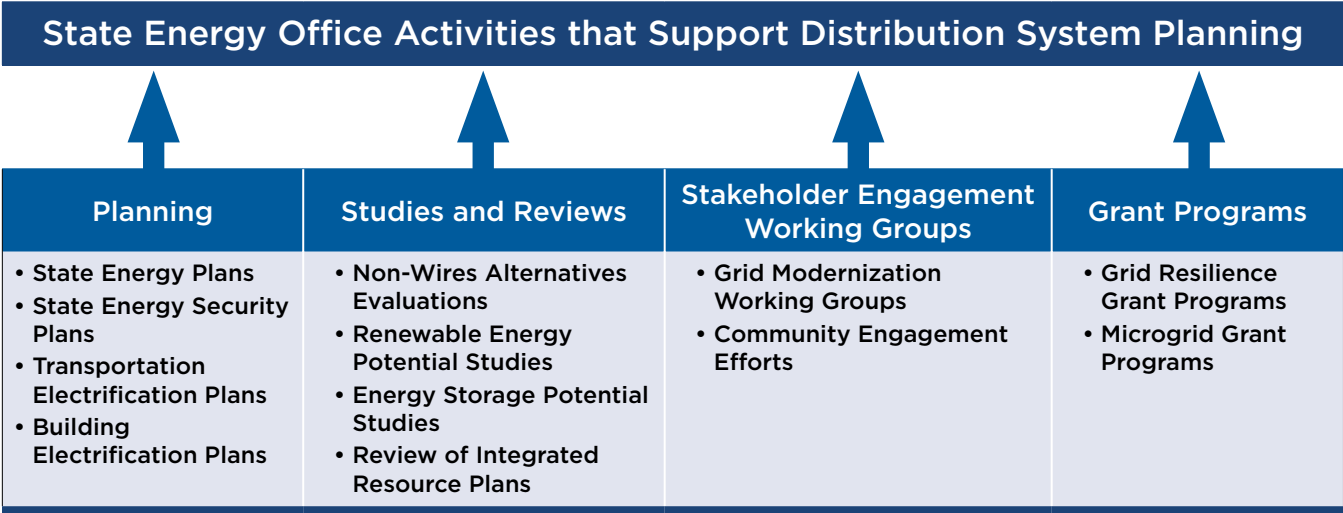 State Energy Office Activities that Support Distribution System Planning
Planning
• State Energy Plans
• State Energy Security
Plans
• Transportation
Electrification Plans
• Building
Electrification Plans
Studies and Reviews
• Non-Wires Alternatives
Evaluations
• Renewable Energy
Potential Studies
• Energy Storage Potential
Studies
• Review of Integrated
Resource Plans
Stakeholder Engagement
Working Groups
• Grid Modernization
Working Groups
• Community Engagement
Efforts
Grant Programs
• Grid Resilience
Grant Programs
• Microgrid Grant
Programs